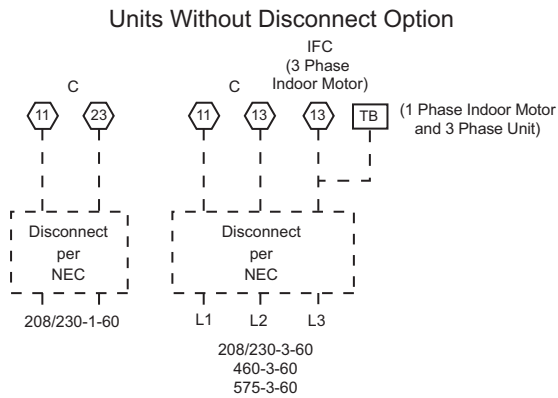 Units Without Disconnect Option
IFC
(3 Phase
Indoor Motor)
C
C
11
23
11
13
13
TB
(1 Phase Indoor Motor
and 3 Phase Unit)
Disconnect
per
NEC
Disconnect
per
NEC
208/230-1-60
L1
L2
L3
208/230-3-60
460-3-60
575-3-60